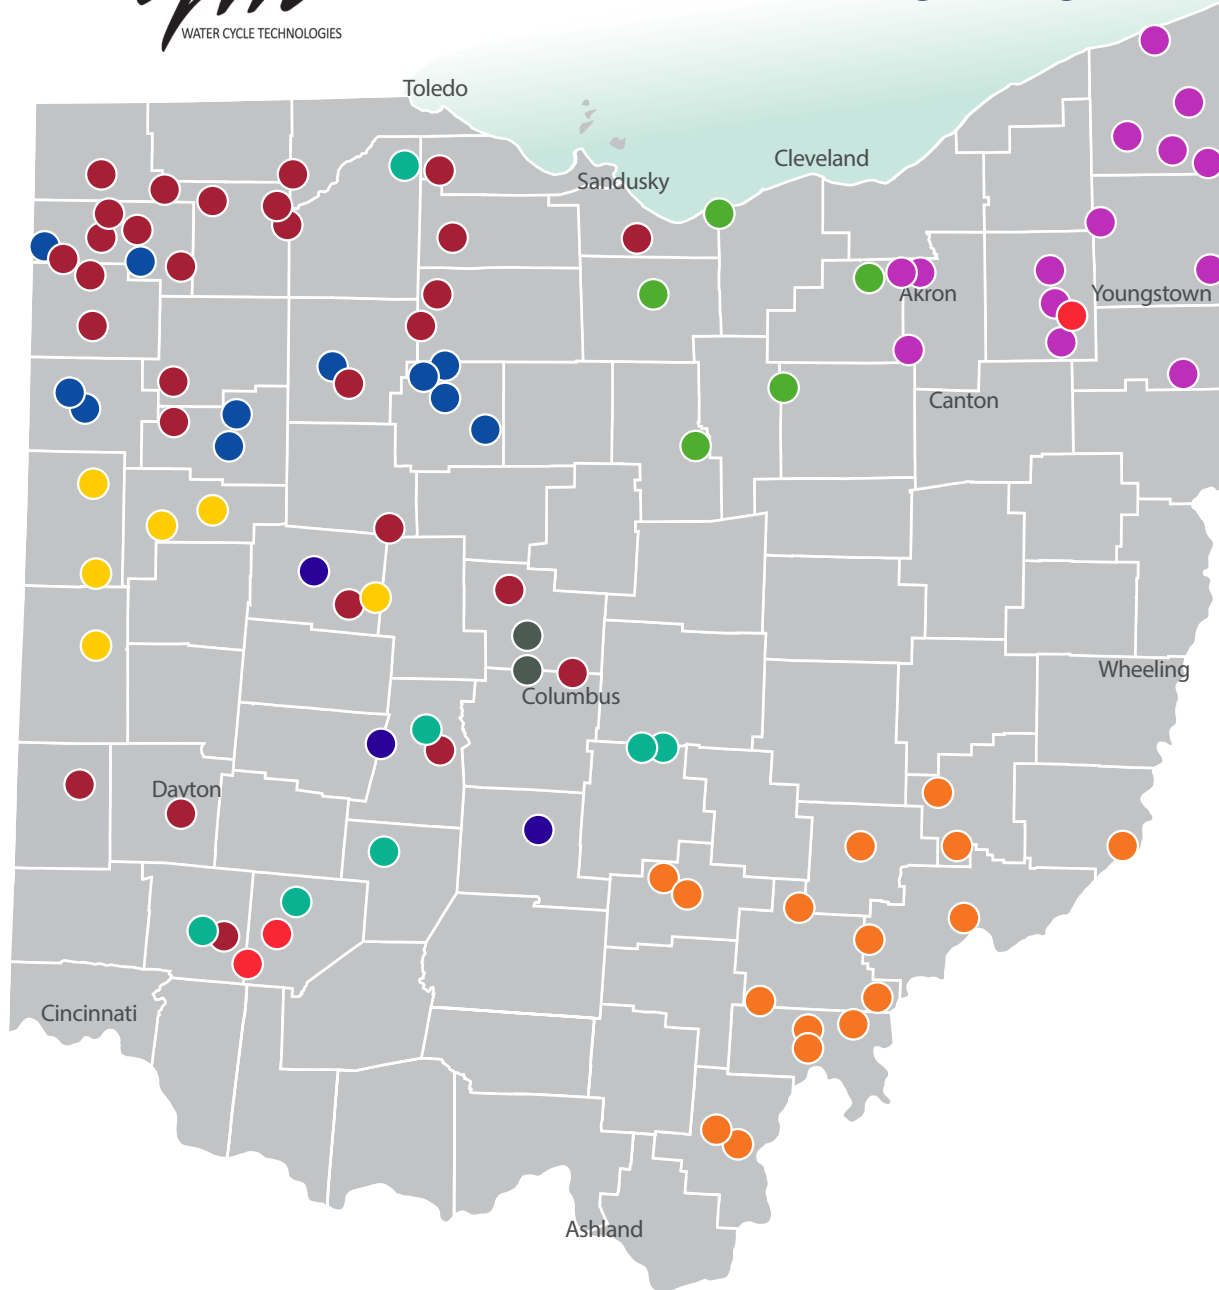 WATER CYCLE TECHNOLOGIES
Toledo
Cleveland
Sandusky
Akron
Youngstown
Canton
Wheeling
Columbus
Dayton
Cincinnati
Ashland